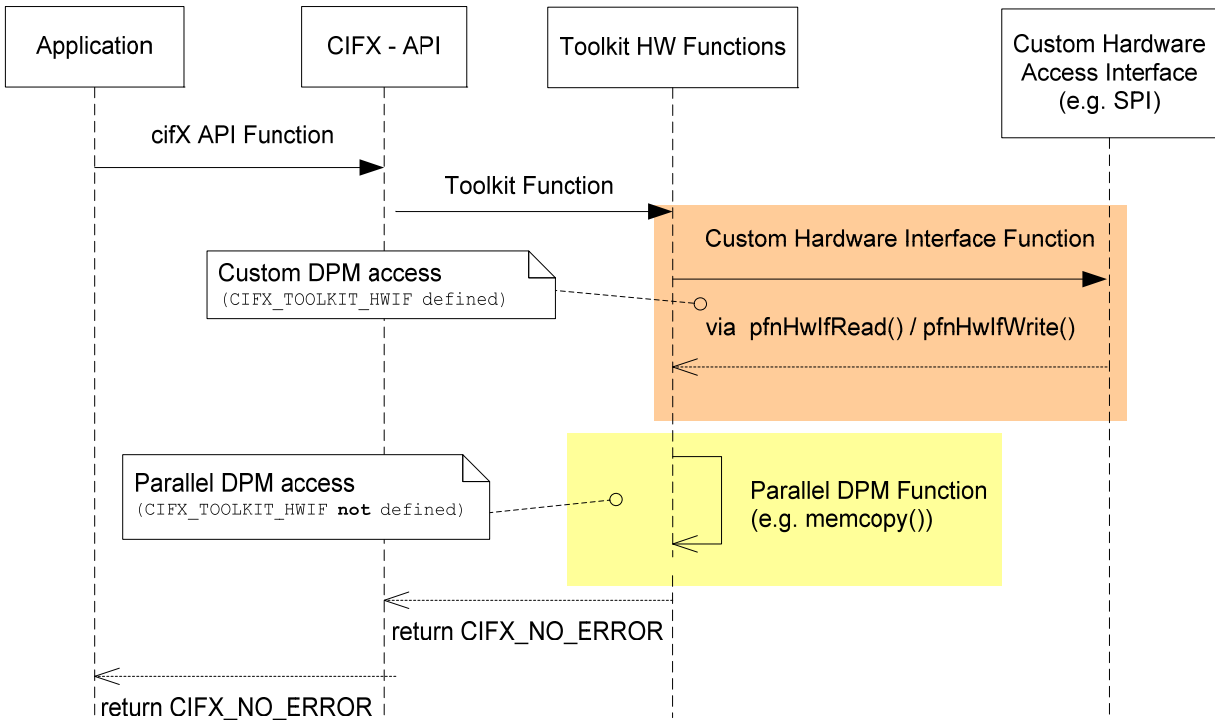 Application
CIFX - API
Toolkit HW Functions
Custom Hardware
Access Interface
(e.g. SPI)
cifX API Function
Toolkit Function
Custom Hardware Interface Function
Custom DPM access
(CIFX_TOOLKIT_HWIF defined)
via pfnHwIfRead() / pfnHwIfWrite()
Parallel DPM access
(CIFX_TOOLKIT_HWIF not defined)
Parallel DPM Function
(e.g. memcopy())
return CIFX_NO_ERROR
return CIFX_NO_ERROR